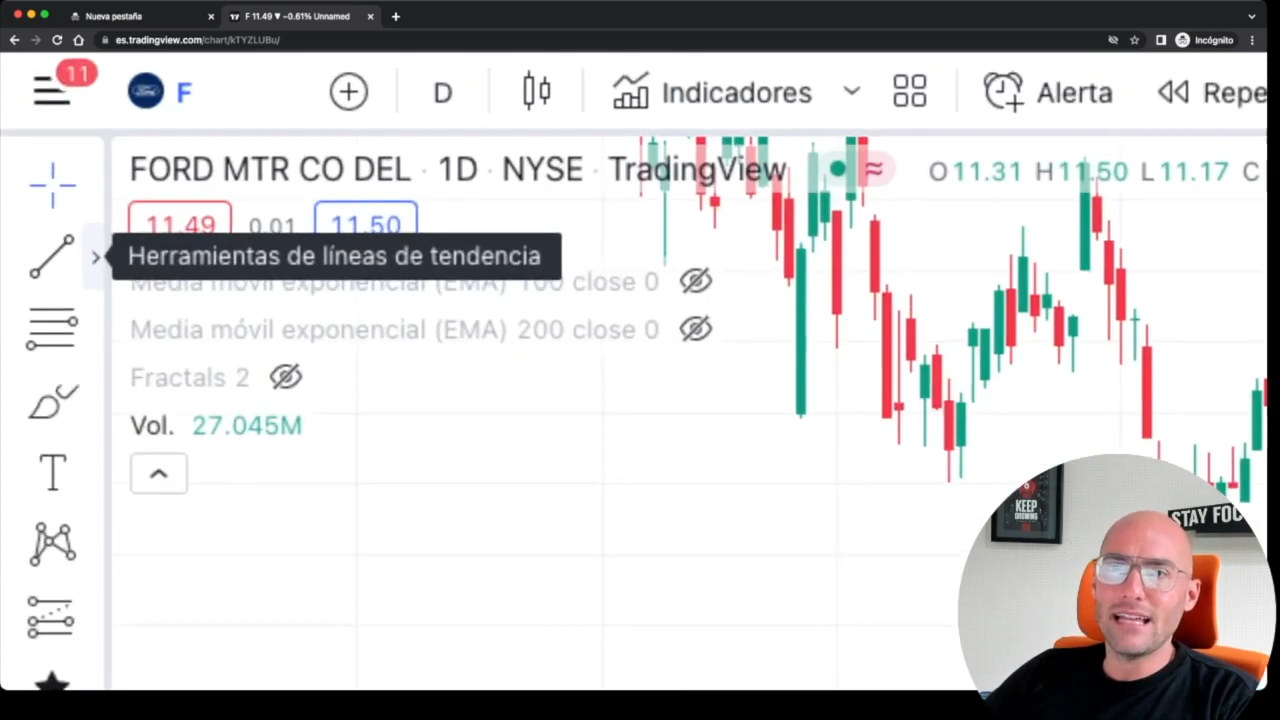 Nueva pestaña
F 11.49 ▼ −0.61% Unnamed
es.tradingview.com/chart/kTYZLUBu/
Incógnito
11
F
D
Indicadores
Alerta
Repe
FORD MTR CO DEL · 1D · NYSE · TradingView
O11.31 H11.50 L11.17 C
11.49 0.01 11.50
Herramientas de líneas de tendencia
Media móvil exponencial (EMA) 100 close 0
Media móvil exponencial (EMA) 200 close 0
Fractals 2
Vol. 27.045M
KEEP
GROWING
STAY FOC